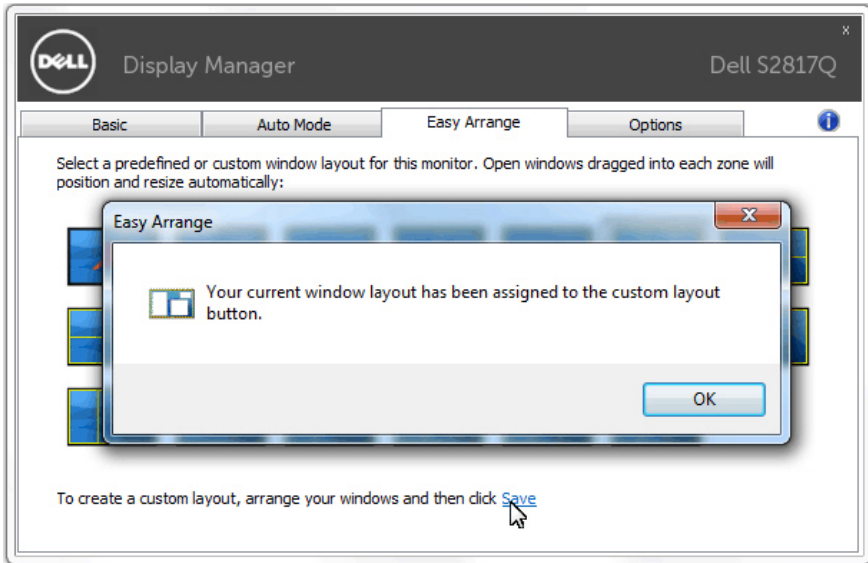 x
DELL
Display Manager
Dell S2817Q
Basic
Auto Mode
Easy Arrange
Options
i
Select a predefined or custom window layout for this monitor. Open windows dragged into each zone will
position and resize automatically:
Easy Arrange
Your current window layout has been assigned to the custom layout
button.
OK
To create a custom layout, arrange your windows and then click Save